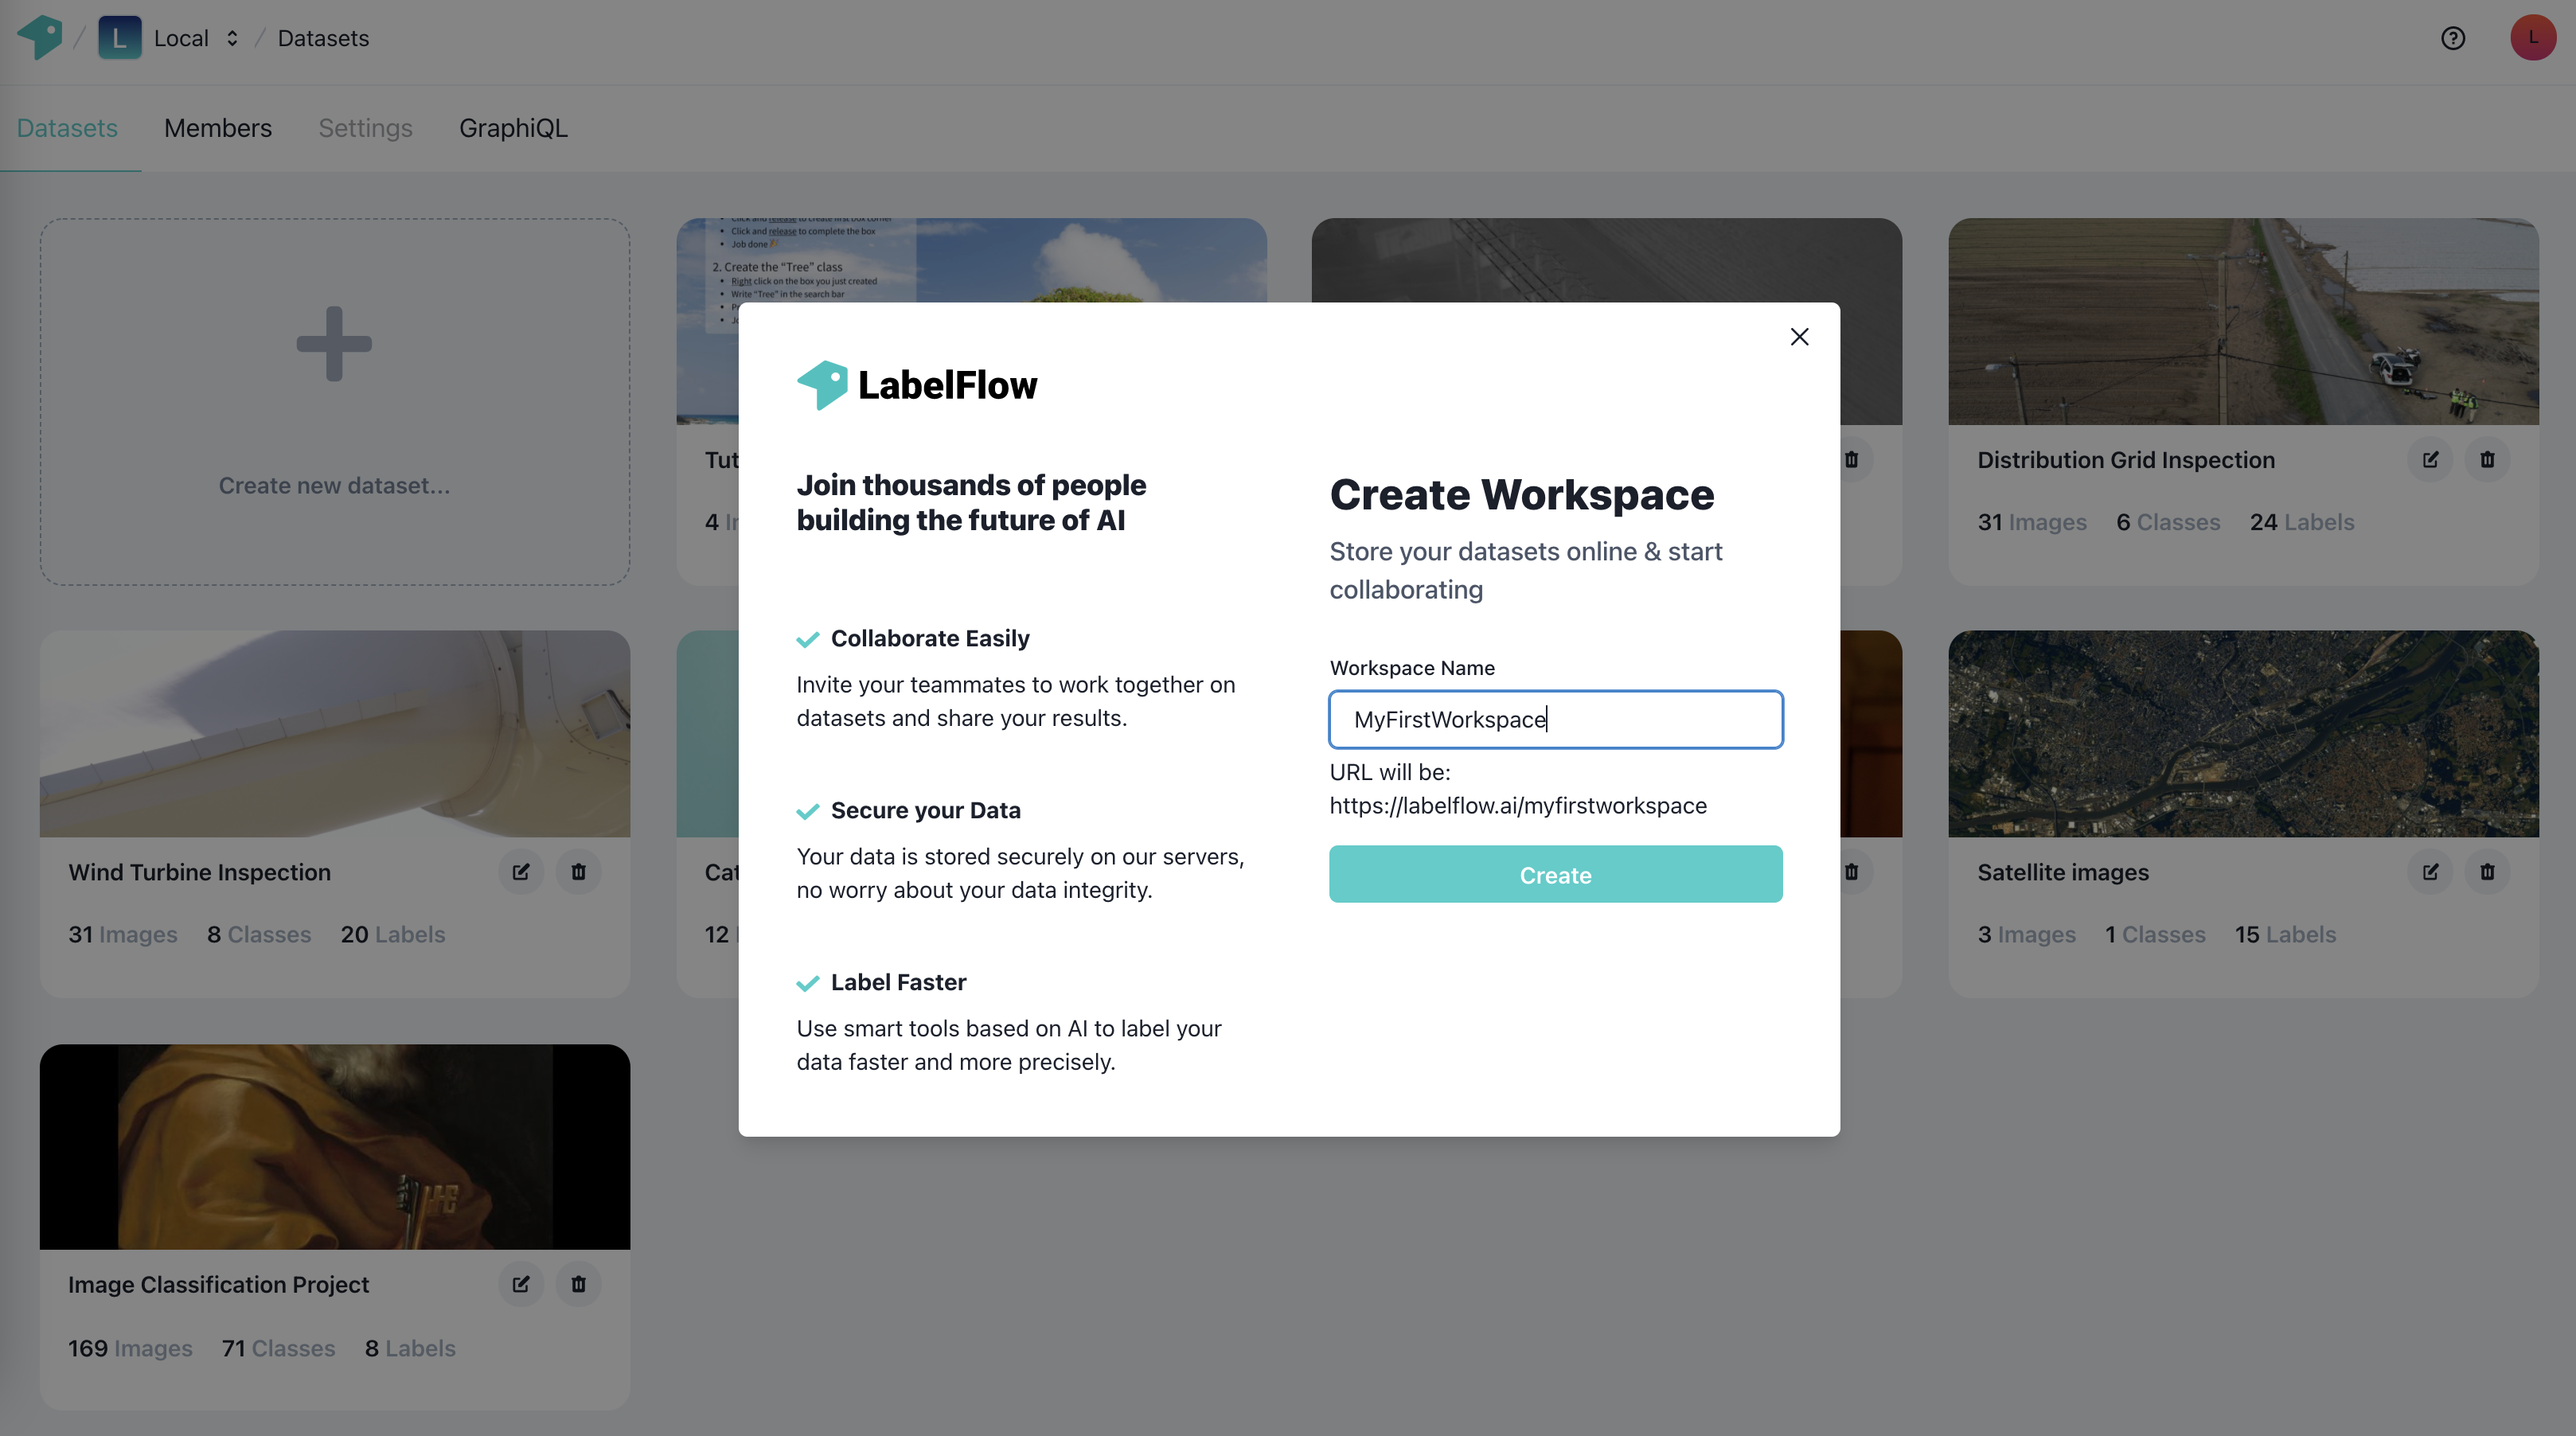 L Local / Datasets
L
Datasets Members Settings GraphiQL
Click and release to complete the box
Job done
2. Create the “Tree” class
Right click on the box you just created
Write “Tree” in the search bar
Create new dataset...
Distribution Grid Inspection
4
31 Images 6 Classes 24 Labels
LabelFlow
Join thousands of people
building the future of AI
Collaborate Easily
Invite your teammates to work together on
datasets and share your results.
Secure your Data
Your data is stored securely on our servers,
no worry about your data integrity.
Label Faster
Use smart tools based on AI to label your
data faster and more precisely.
Create Workspace
Store your datasets online & start
collaborating
Workspace Name
MyFirstWorkspace
URL will be:
https://labelflow.ai/myfirstworkspace
Create
Wind Turbine Inspection
31 Images 8 Classes 20 Labels
12
Satellite images
3 Images 1 Classes 15 Labels
Image Classification Project
169 Images 71 Classes 8 Labels